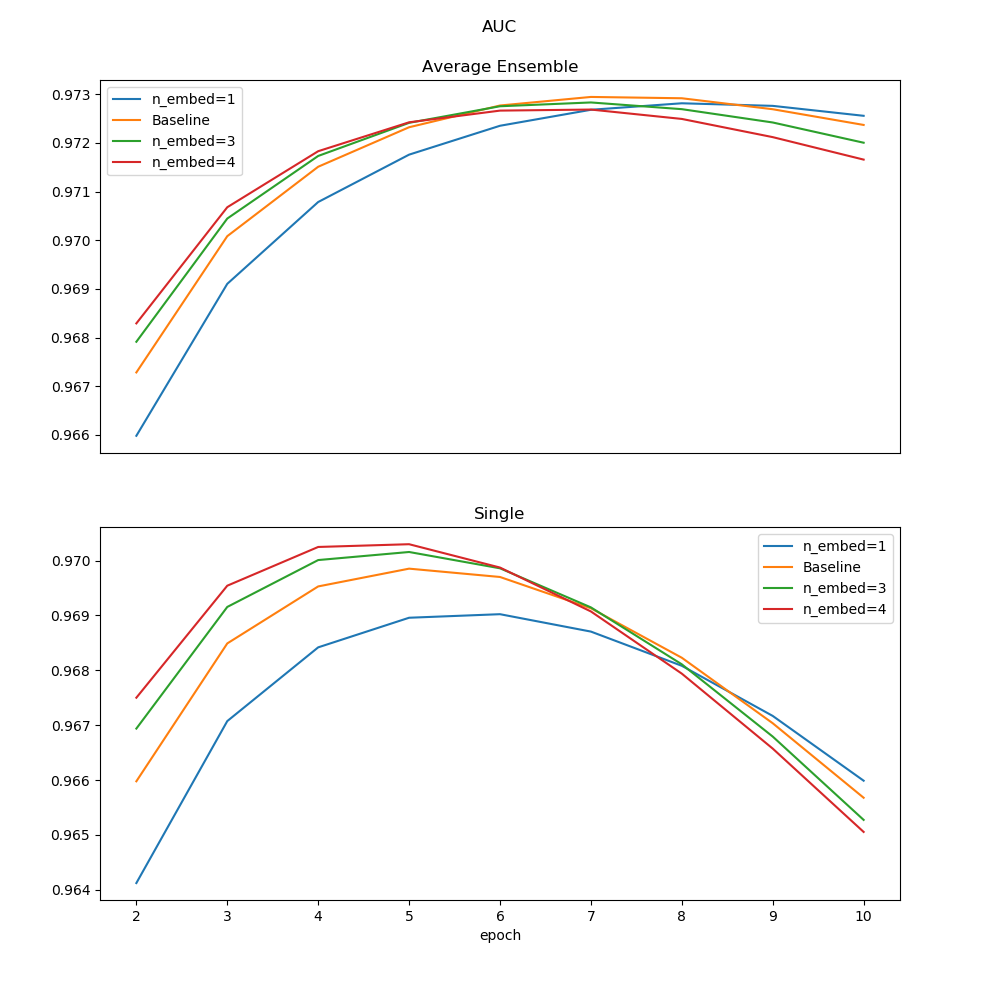 AUC
Average Ensemble
n_embed=1
Baseline
n_embed=3
n_embed=4
0.973
0.972
0.971
0.970
0.969
0.968
0.967
0.966
Single
n_embed=1
Baseline
n_embed=3
n_embed=4
0.970
0.969
0.968
0.967
0.966
0.965
0.964
2 3 4 5 6 7 8 9 10
epoch